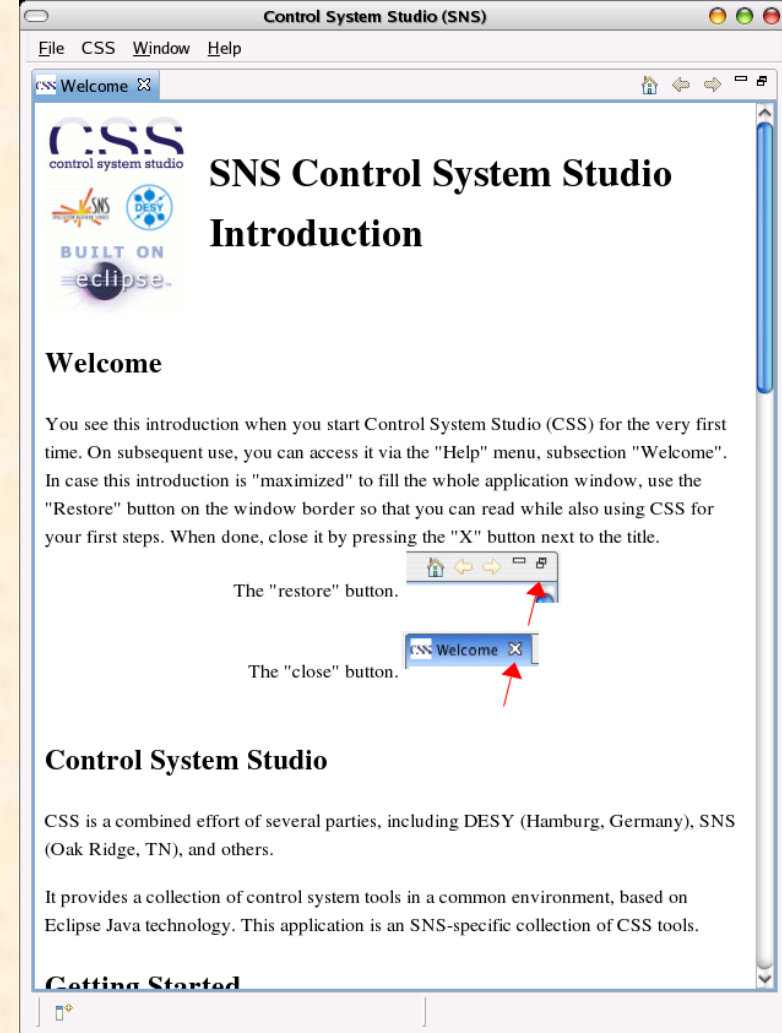 Control System Studio (SNS)
File CSS Window Help
CSS Welcome
CSS
control system studio
SNS
DESY
BUILT ON
eclipse
SNS Control System Studio
Introduction
Welcome
You see this introduction when you start Control System Studio (CSS) for the very first
time. On subsequent use, you can access it via the "Help" menu, subsection "Welcome".
In case this introduction is "maximized" to fill the whole application window, use the
"Restore" button on the window border so that you can read while also using CSS for
your first steps. When done, close it by pressing the "X" button next to the title.
The "restore" button.
CSS Welcome
The "close" button.
Control System Studio
CSS is a combined effort of several parties, including DESY (Hamburg, Germany), SNS
(Oak Ridge, TN), and others.
It provides a collection of control system tools in a common environment, based on
Eclipse Java technology. This application is an SNS-specific collection of CSS tools.
Getting Started